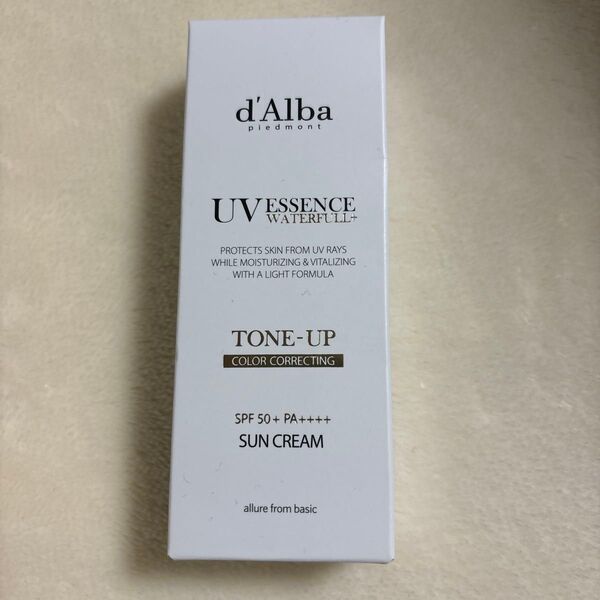 d'Alba
piedmont
UV ESSENCE
WATERFULL+
PROTECTS SKIN FROM UV RAYS
WHILE MOISTURIZING & VITALIZING
WITH A LIGHT FORMULA
TONE-UP
COLOR CORRECTING
SPF 50+ PA++++
SUN CREAM
allure from basic